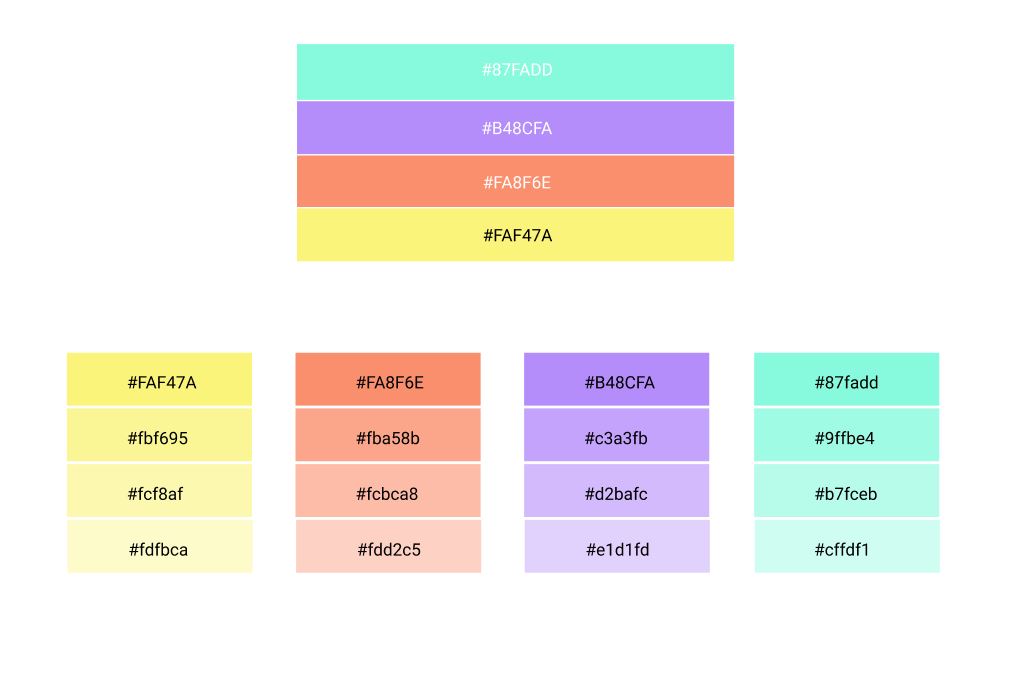 #87FADD
#B48CFA
#FA8F6E
#FAF47A
#FAF47A #FA8F6E #B48CFA #87fadd
#fbf695 #fba58b #c3a3fb #9ffbe4
#fcf8af #fcbca8 #d2bafc #b7fceb
#fdfbca #fdd2c5 #e1d1fd #cffdf1